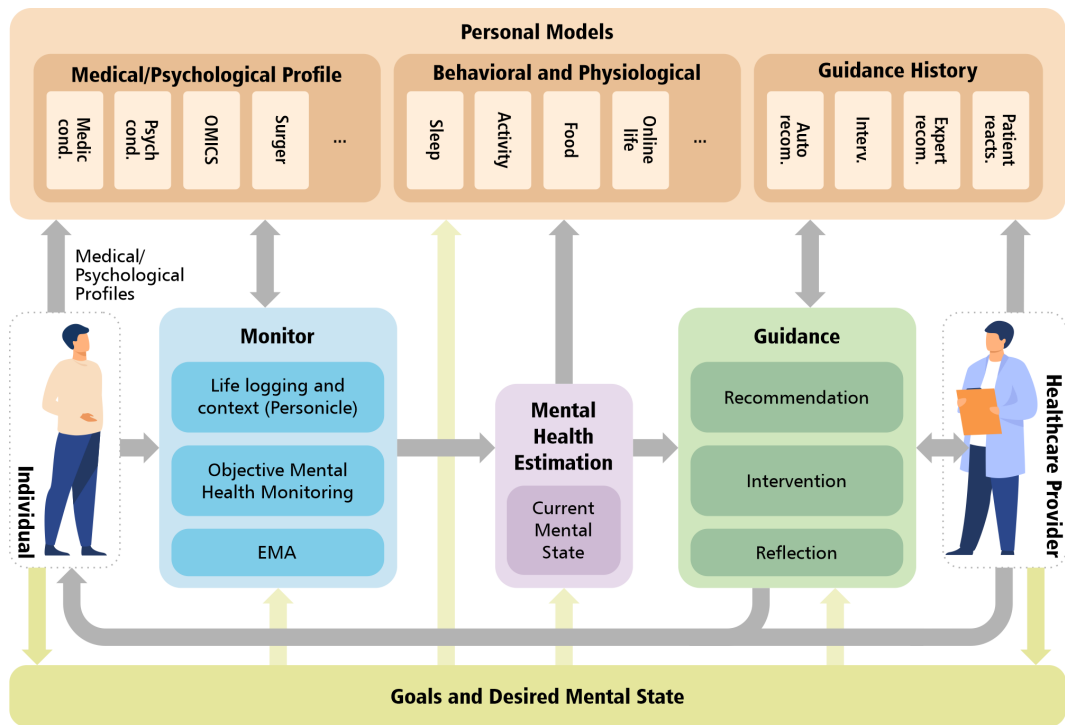 Personal Models
Medical/Psychological Profile
Medic
cond.
Psych
cond.
OMICS
Surger
...
Behavioral and Physiological
Sleep
Activity
Food
Online
life
...
Guidance History
Auto
recom.
Interv.
Expert
recom.
Patient
reacts.
Medical/
Psychological
Profiles
Individual
Monitor
Life logging and
context (Personicle)
Objective Mental
Health Monitoring
EMA
Mental
Health
Estimation
Current
Mental
State
Guidance
Recommendation
Intervention
Reflection
Healthcare Provider
Goals and Desired Mental State